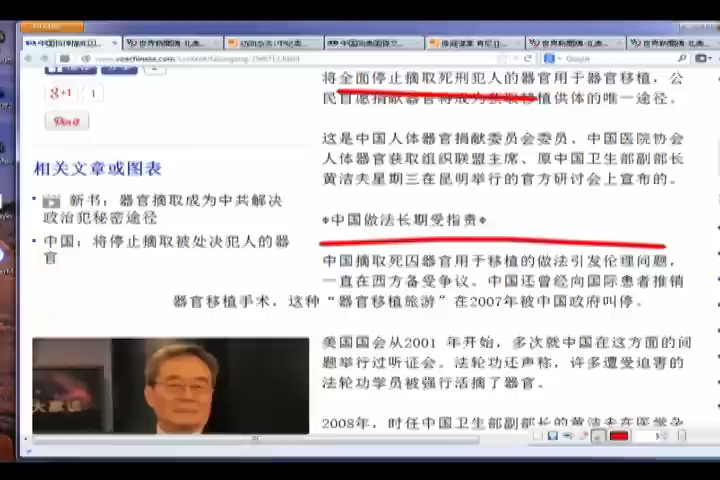 www.voachinese.com
将全面停止摘取死刑犯人的器官用于器官移植，公
民自愿捐献器官将成为获取移植供体的唯一途径。
g+1 1
Pin it
这是中国人体器官捐献委员会委员、中国医院协会
人体器官获取组织联盟主席、原中国卫生部副部长
黄洁夫星期三在昆明举行的官方研讨会上宣布的。
相关文章或图表
新书：器官摘取成为中共解决
政治犯秘密途径
中国：将停止摘取被处决犯人的器
官
*中国做法长期受指责*
中国摘取死囚器官用于移植的做法引发伦理问题，
一直在西方备受争议。中国还曾经向国际患者推销
器官移植手术，这种“器官移植旅游”在2007年被中国政府叫停。
美国国会从2001 年开始，多次就中国在这方面的问
题举行过听证会。法轮功还声称，许多遭受迫害的
法轮功学员被强行活摘了器官。
2008年，时任中国卫生部副部长的黄洁夫在医学杂